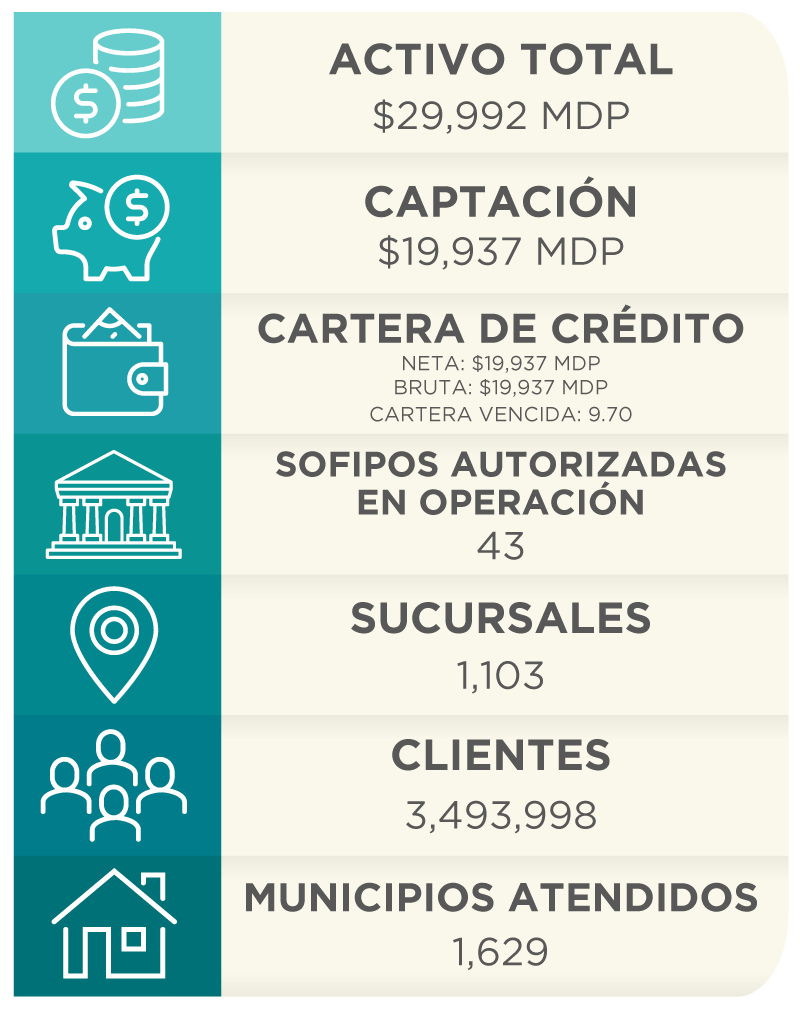 ACTIVO TOTAL
$29,992 MDP
CAPTACIÓN
$19,937 MDP
CARTERA DE CRÉDITO
NETA: $19,937 MDP
BRUTA: $19,937 MDP
CARTERA VENCIDA: 9.70
SOFIPOS AUTORIZADAS
EN OPERACIÓN
43
SUCURSALES
1,103
CLIENTES
3,493,998
MUNICIPIOS ATENDIDOS
1,629